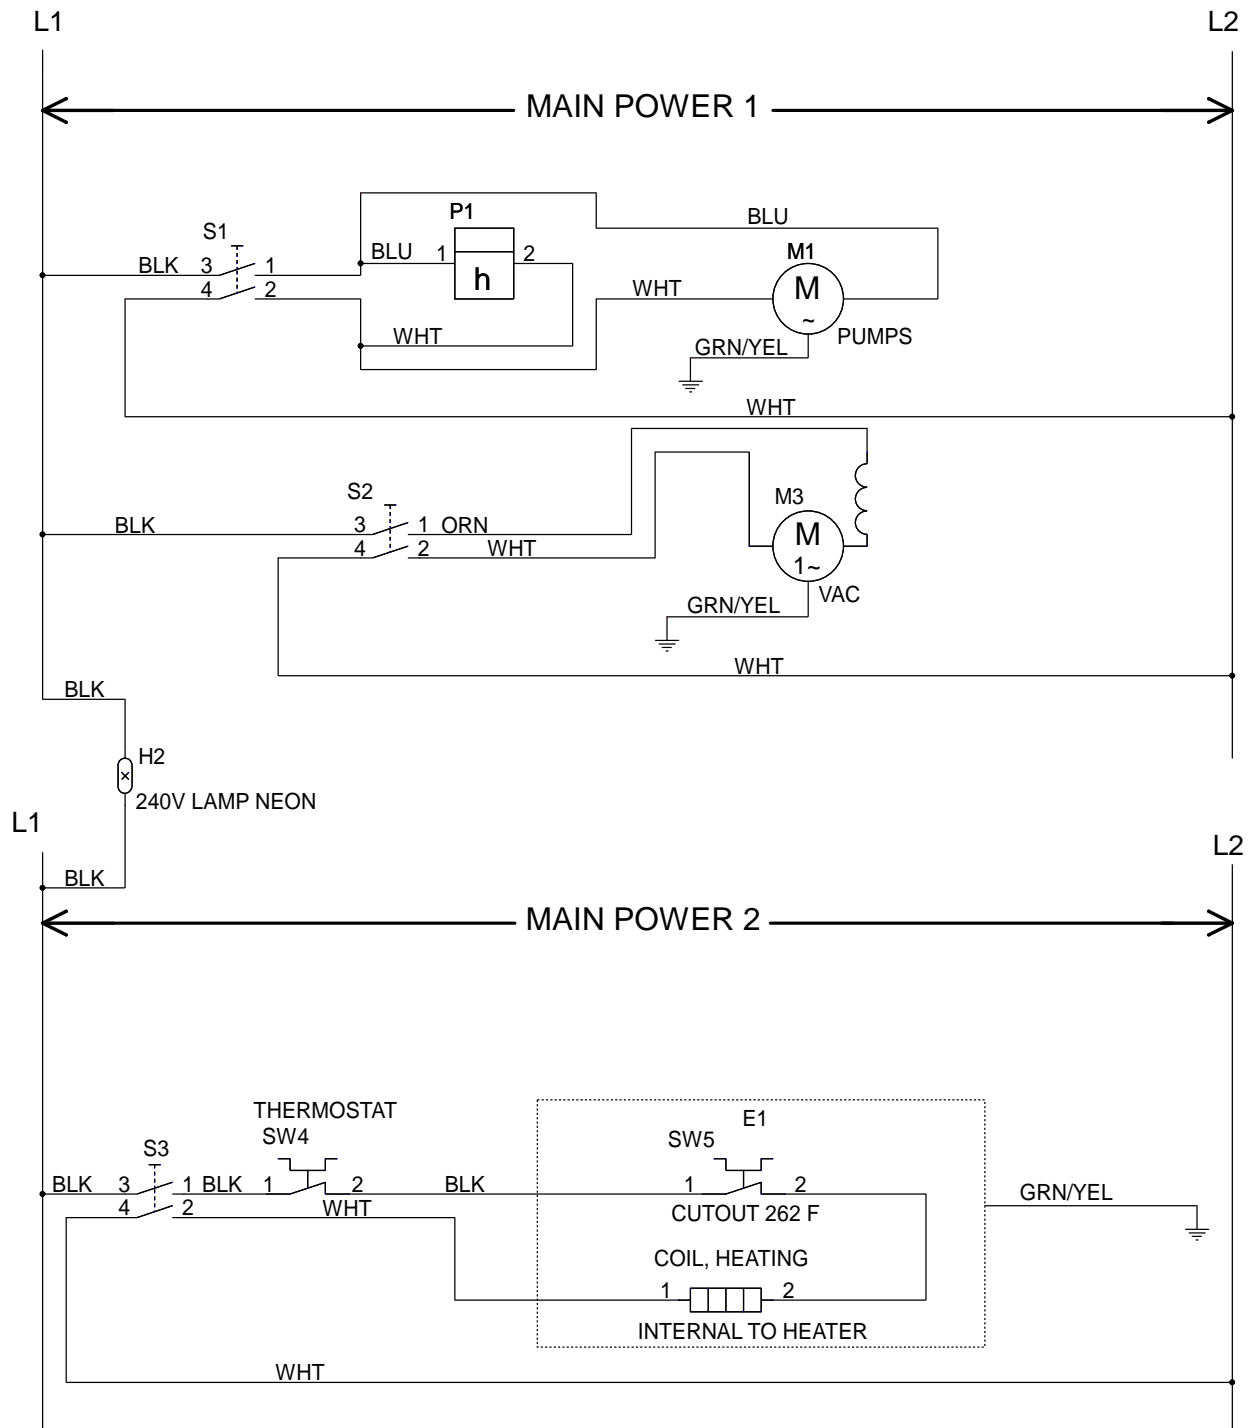 L1
L2
MAIN POWER 1
P1
BLU
S1
BLU
1
2
M1
BLK
3
1
h
WHT
M
4
2
~
WHT
PUMPS
GRN/YEL
WHT
S2
M3
BLK
3
1
ORN
M
4
2
WHT
1~
VAC
GRN/YEL
WHT
BLK
H2
240V LAMP NEON
L1
L2
BLK
MAIN POWER 2
THERMOSTAT
E1
SW4
SW5
S3
BLK
3
1
BLK
1
2
BLK
1
2
GRN/YEL
4
2
WHT
CUTOUT 262 F
COIL, HEATING
1
2
INTERNAL TO HEATER
WHT